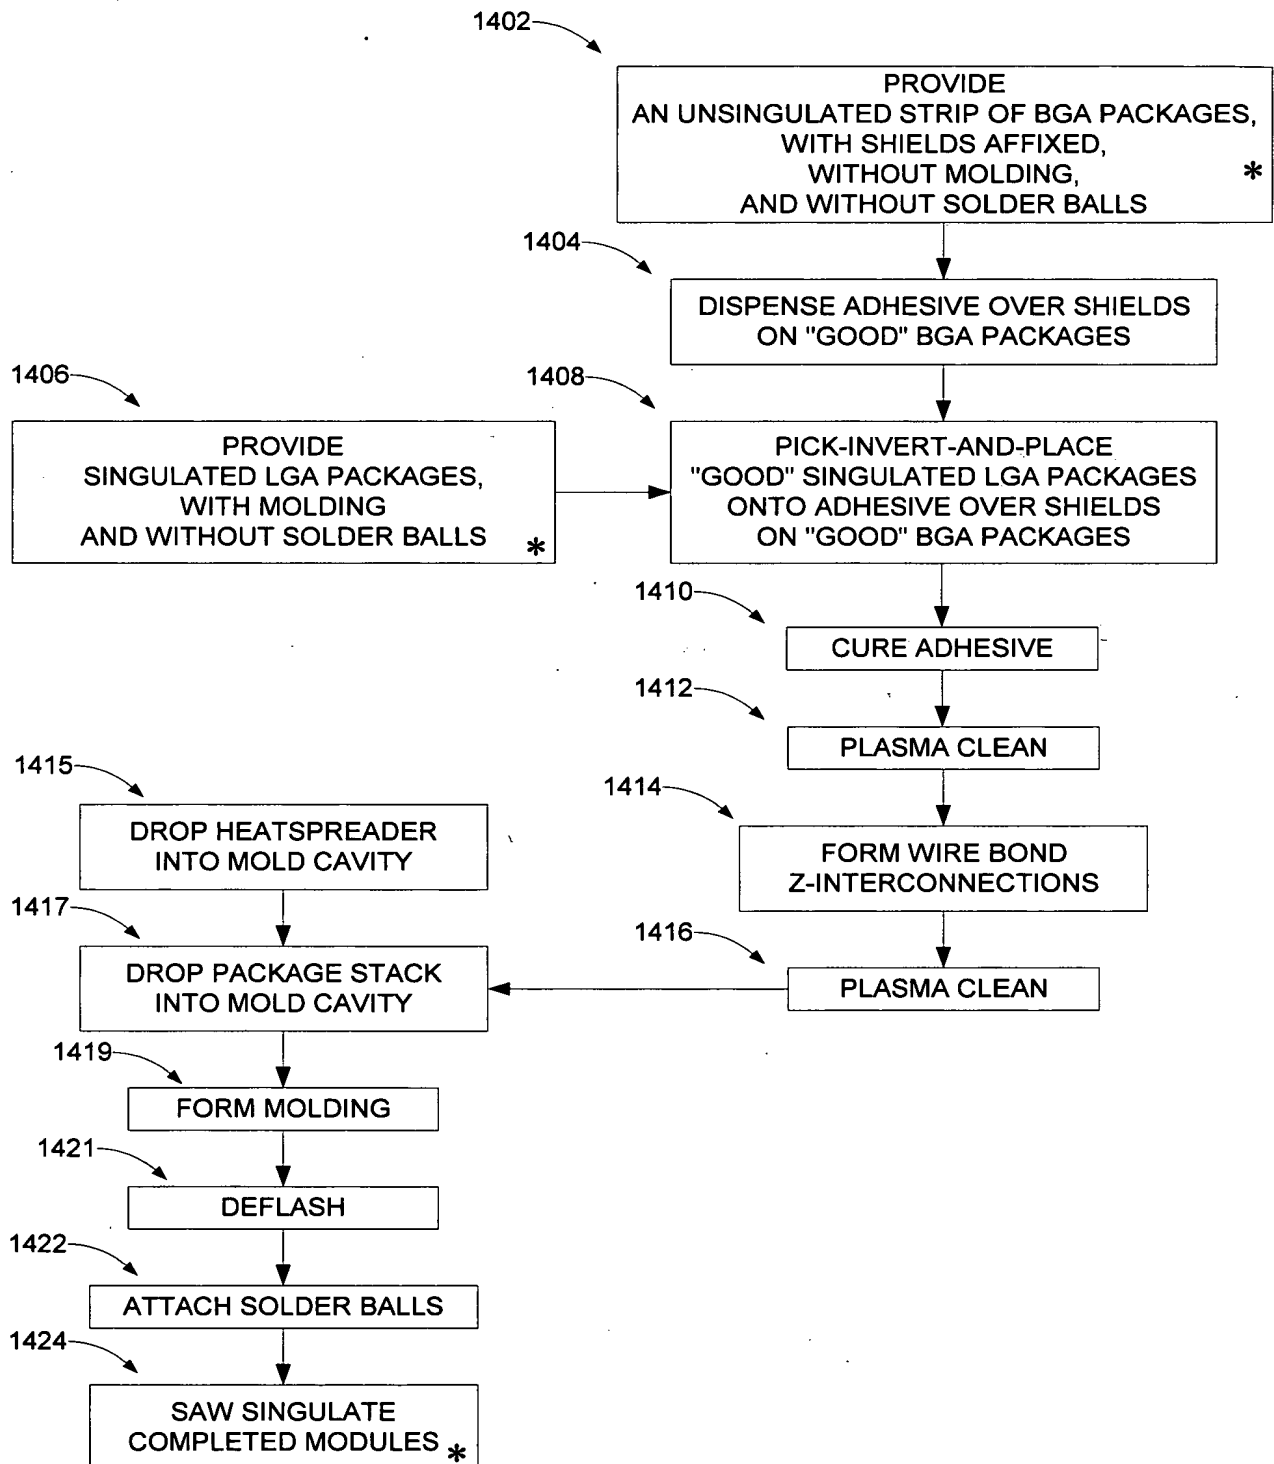 1402
PROVIDE
AN UNSINGULATED STRIP OF BGA PACKAGES,
WITH SHIELDS AFFIXED,
WITHOUT MOLDING,
*
AND WITHOUT SOLDER BALLS
1404
DISPENSE ADHESIVE OVER SHIELDS
ON "GOOD" BGA PACKAGES
1406
PROVIDE
SINGULATED LGA PACKAGES,
WITH MOLDING
AND WITHOUT SOLDER BALLS
*
1408
PICK-INVERT-AND-PLACE
"GOOD" SINGULATED LGA PACKAGES
ONTO ADHESIVE OVER SHIELDS
ON "GOOD" BGA PACKAGES
1410
CURE ADHESIVE
1412
PLASMA CLEAN
1414
FORM WIRE BOND
Z-INTERCONNECTIONS
1416
PLASMA CLEAN
1415
DROP HEATSPREADER
INTO MOLD CAVITY
1417
DROP PACKAGE STACK
INTO MOLD CAVITY
1419
FORM MOLDING
1421
DEFLASH
1422
ATTACH SOLDER BALLS
1424
SAW SINGULATE
COMPLETED MODULES
*